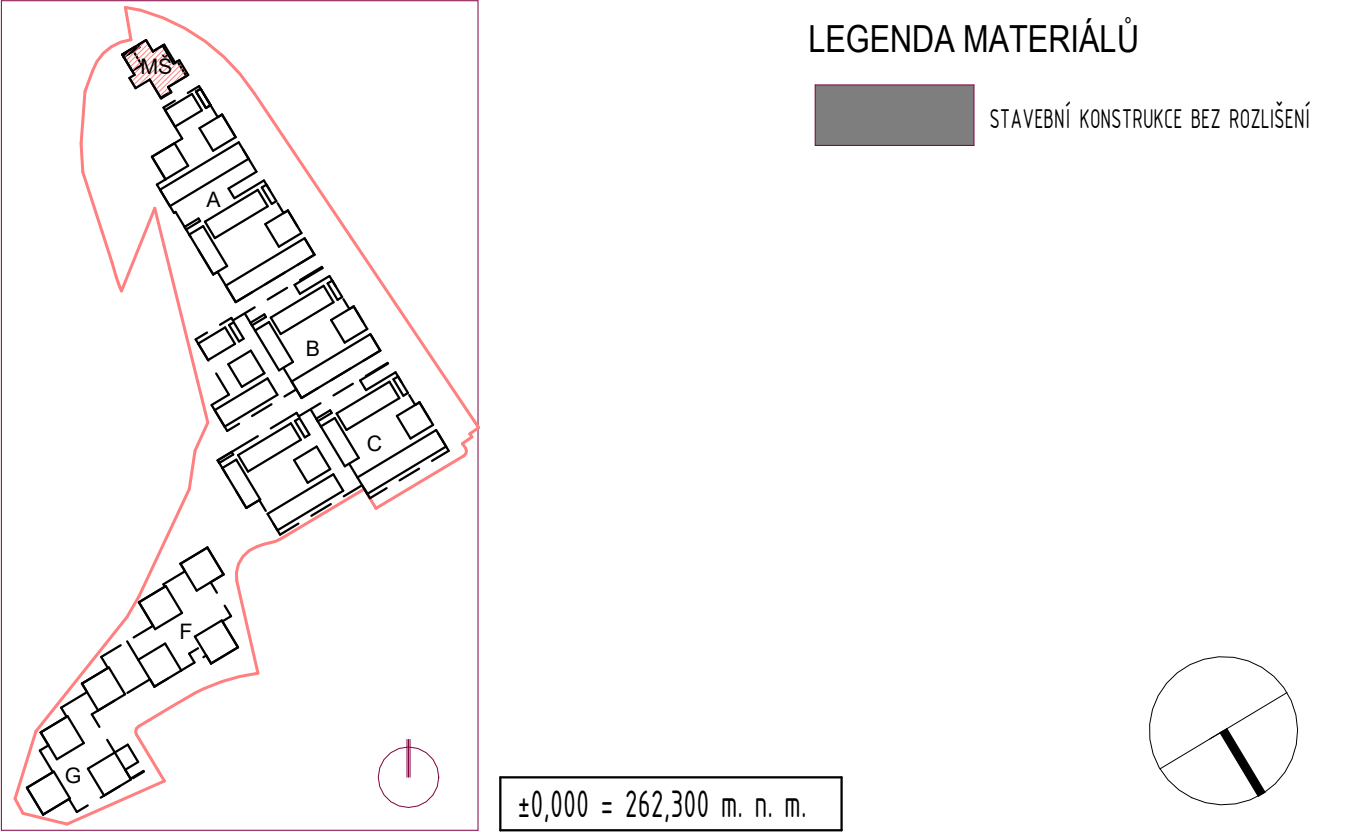 LEGENDA MATERIÁLŮ
STAVEBNÍ KONSTRUKCE BEZ ROZLIŠENÍ
MŠ
A
B
C
F
G
±0,000 = 262,300 m. n. m.